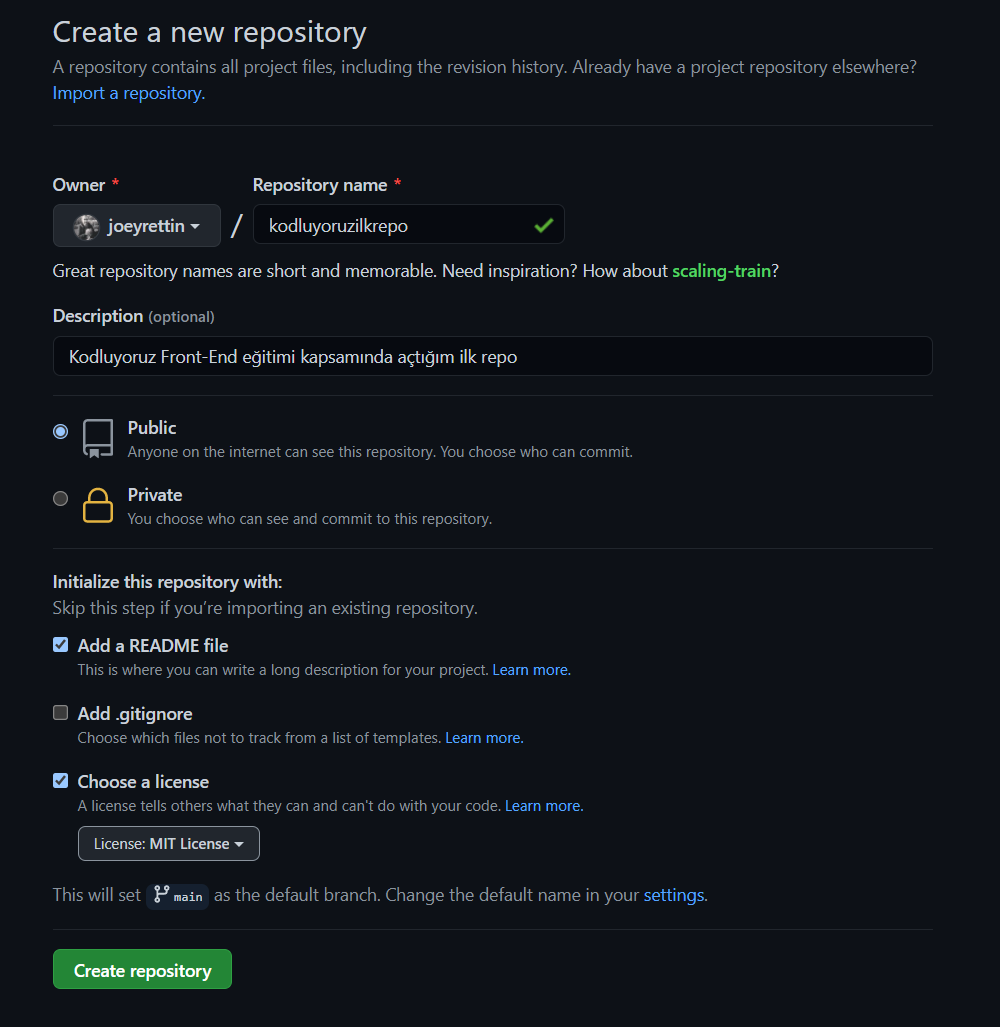 Create a new repository
A repository contains all project files, including the revision history. Already have a project repository elsewhere?
Import a repository.
Owner * Repository name *
joeyrettin / kodluyoruzilkrepo
Great repository names are short and memorable. Need inspiration? How about scaling-train?
Description (optional)
Kodluyoruz Front-End eğitimi kapsamında açtığım ilk repo
Public
Anyone on the internet can see this repository. You choose who can commit.
Private
You choose who can see and commit to this repository.
Initialize this repository with:
Skip this step if you’re importing an existing repository.
Add a README file
This is where you can write a long description for your project. Learn more.
Add .gitignore
Choose which files not to track from a list of templates. Learn more.
Choose a license
A license tells others what they can and can't do with your code. Learn more.
License: MIT License
This will set main as the default branch. Change the default name in your settings.
Create repository